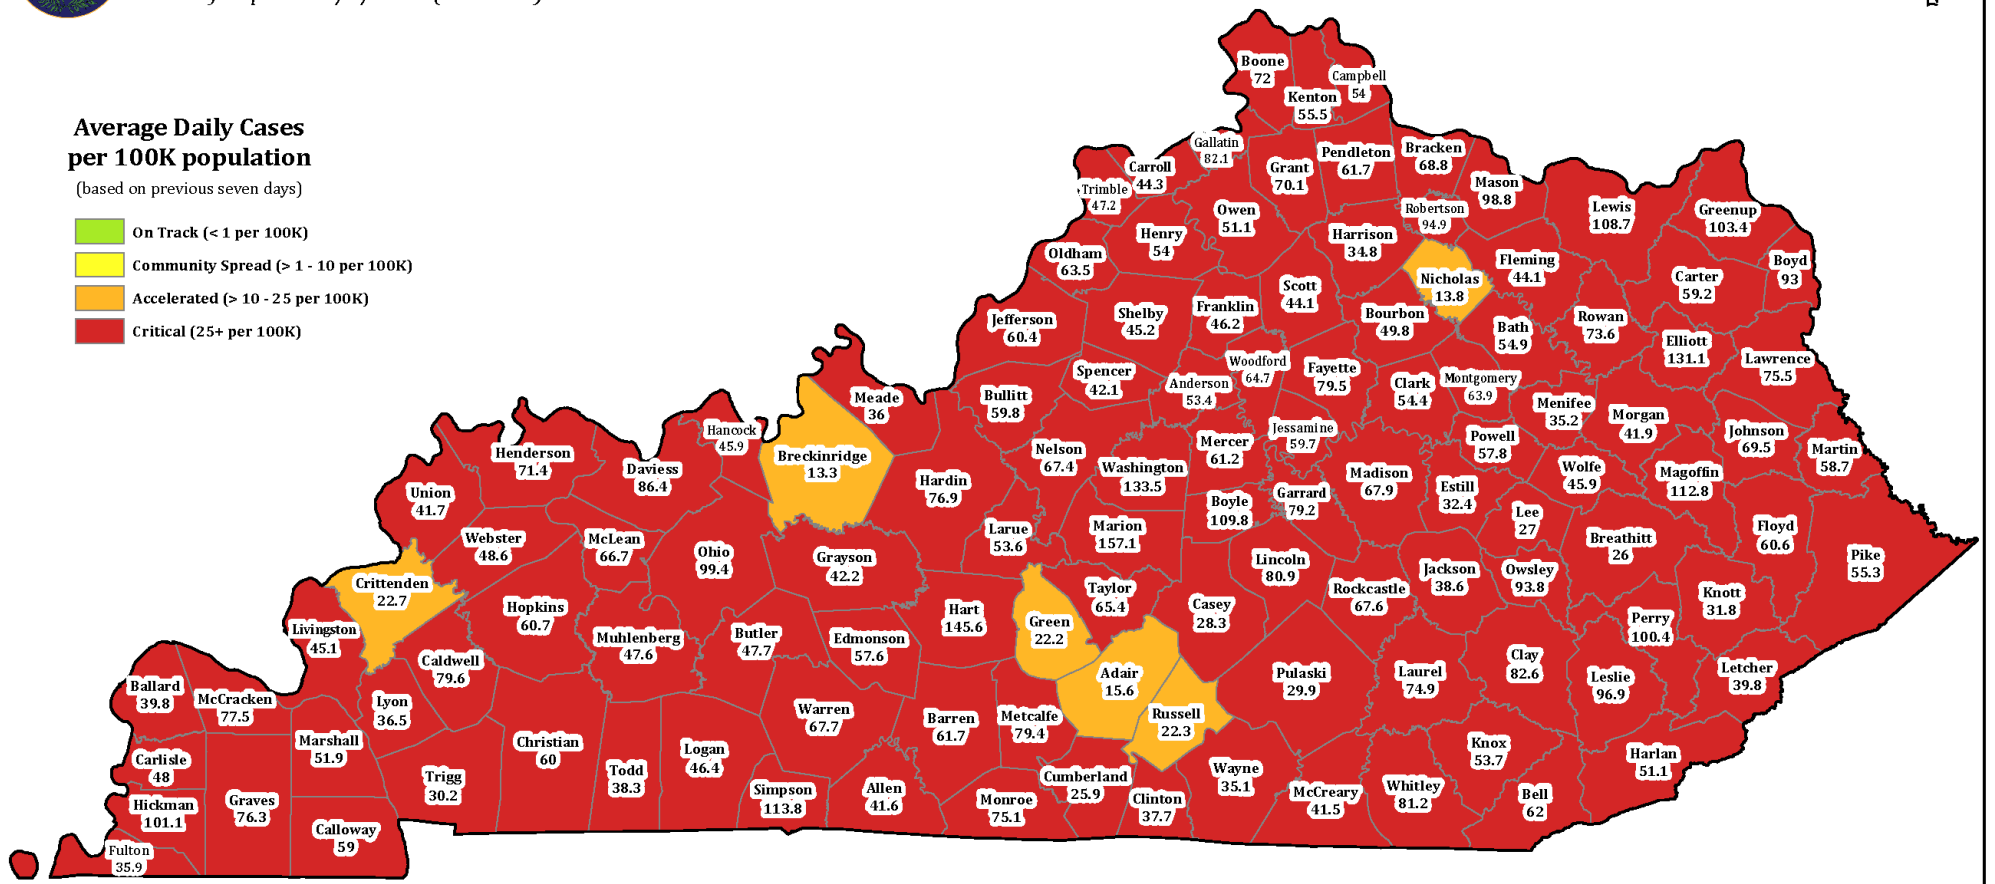 Average Daily Cases
per 100K population
(based on previous seven days)
On Track (< 1 per 100K)
Community Spread (> 1 - 10 per 100K)
Accelerated (> 10 - 25 per 100K)
Critical (25+ per 100K)
Boone
72
Campbell
54
Kenton
55.5
Gallatin
82.1
Carroll
44.3
Trimble
47.2
Grant
70.1
Pendleton
61.7
Bracken
68.8
Mason
98.8
Robertson
94.9
Lewis
108.7
Greenup
103.4
Boyd
93
Owen
51.1
Henry
54
Oldham
63.5
Harrison
34.8
Nicholas
13.8
Fleming
44.1
Carter
59.2
Scott
44.1
Franklin
46.2
Shelby
45.2
Jefferson
60.4
Bourbon
49.8
Bath
54.9
Rowan
73.6
Elliott
131.1
Lawrence
75.5
Spencer
42.1
Anderson
53.4
Woodford
64.7
Fayette
79.5
Clark
54.4
Montgomery
63.9
Menifee
35.2
Morgan
41.9
Johnson
69.5
Martin
58.7
Meade
36
Bullitt
59.8
Hancock
45.9
Breckinridge
13.3
Henderson
71.4
Daviess
86.4
Union
41.7
Hardin
76.9
Nelson
67.4
Washington
133.5
Mercer
61.2
Jessamine
59.7
Madison
67.9
Powell
57.8
Estill
32.4
Wolfe
45.9
Magoffin
112.8
Boyle
109.8
Garrard
79.2
Lee
27
Breathitt
26
Floyd
60.6
Pike
55.3
Webster
48.6
McLean
66.7
Ohio
99.4
Grayson
42.2
Larue
53.6
Marion
157.1
Lincoln
80.9
Rockcastle
67.6
Jackson
38.6
Owsley
93.8
Knott
31.8
Perry
100.4
Crittenden
22.7
Livingston
45.1
Hopkins
60.7
Muhlenberg
47.6
Butler
47.7
Edmonson
57.6
Hart
145.6
Green
22.2
Taylor
65.4
Casey
28.3
Caldwell
79.6
Lyon
36.5
Ballard
39.8
McCracken
77.5
Adair
15.6
Russell
22.3
Pulaski
29.9
Laurel
74.9
Clay
82.6
Leslie
96.9
Letcher
39.8
Warren
67.7
Barren
61.7
Metcalfe
79.4
Carlisle
48
Marshall
51.9
Christian
60
Trigg
30.2
Todd
38.3
Logan
46.4
Simpson
113.8
Allen
41.6
Monroe
75.1
Cumberland
25.9
Clinton
37.7
Wayne
35.1
McCreary
41.5
Whitley
81.2
Knox
53.7
Bell
62
Harlan
51.1
Hickman
101.1
Graves
76.3
Calloway
59
Fulton
35.9